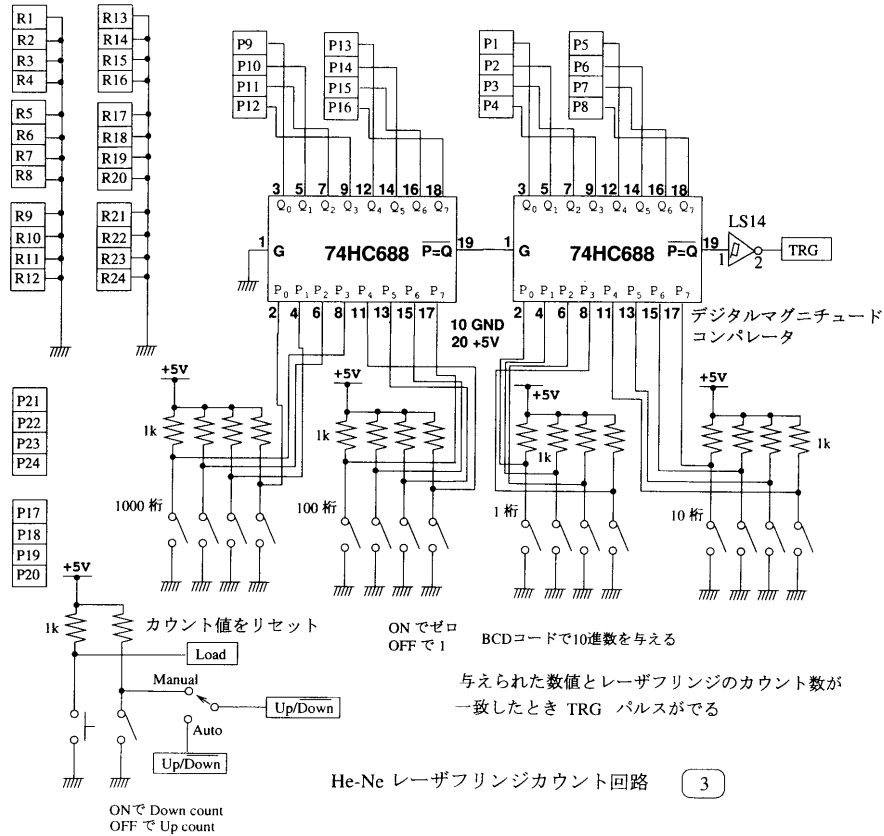 R1
R2
R3
R4
R5
R6
R7
R8
R9
R10
R11
R12
R13
R14
R15
R16
R17
R18
R19
R20
R21
R22
R23
R24
P9
P10
P11
P12
P13
P14
P15
P16
P1
P2
P3
P4
P5
P6
P7
P8
3 5 7 9 12 14 16 18
Q0 Q1 Q2 Q3 Q4 Q5 Q6 Q7
1 G 74HC688 P=Q 19
P0 P1 P2 P3 P4 P5 P6 P7
2 4 6 8 11 13 15 17
3 5 7 9 12 14 16 18
Q0 Q1 Q2 Q3 Q4 Q5 Q6 Q7
1 G 74HC688 P=Q 19
P0 P1 P2 P3 P4 P5 P6 P7
2 4 6 8 11 13 15 17
LS14
1 2
TRG
10 GND
20 +5V
デジタルマグニチュード
コンパレータ
+5V
1k
1000 桁
+5V
1k
100 桁
+5V
1k
1 桁
+5V
1k
10 桁
P21
P22
P23
P24
P17
P18
P19
P20
+5V
1k
カウント値をリセット
Load
Manual
Up/Down
Auto
Up/Down
ONで Down count
OFF で Up count
ON でゼロ
OFF で 1
BCDコードで10進数を与える
与えられた数値とレーザフリンジのカウント数が
一致したとき TRG パルスがでる
He-Ne レーザフリンジカウント回路 3